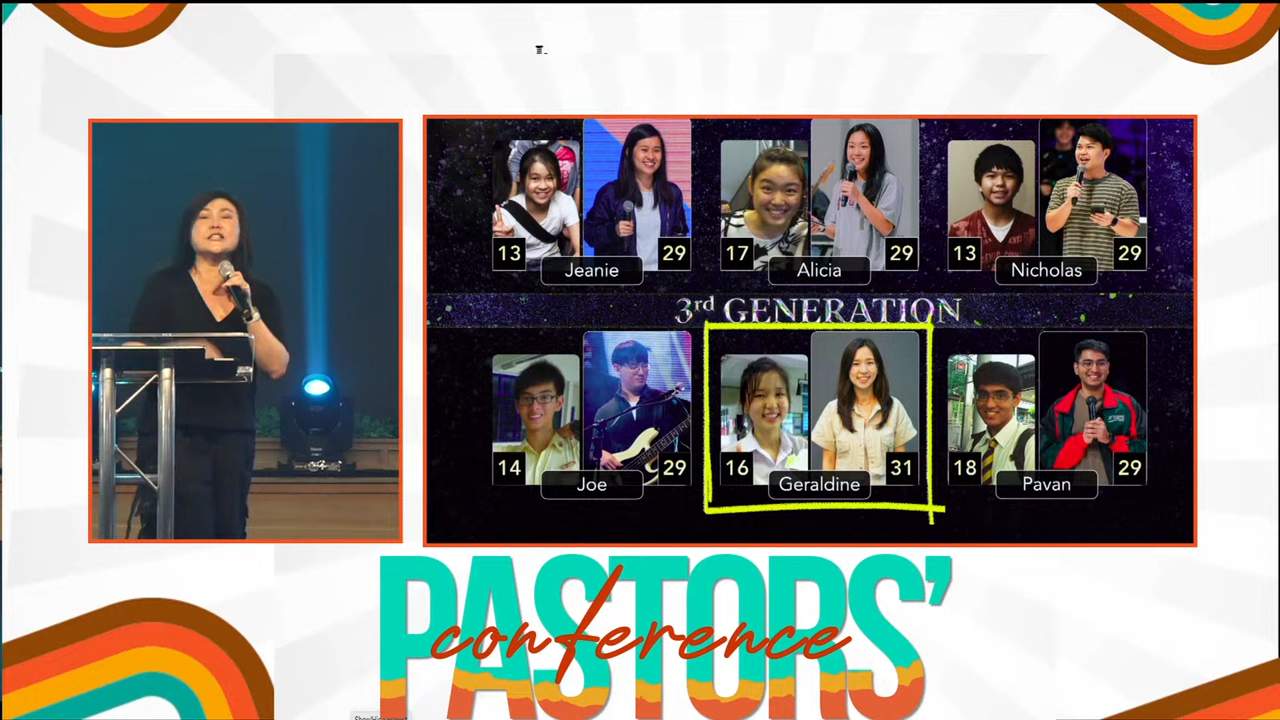 13 29 17 29 13 29
Jeanie Alicia Nicholas
3rd GENERATION
14 29 16 31 18 29
Joe Geraldine Pavan
PASTORS'
conference